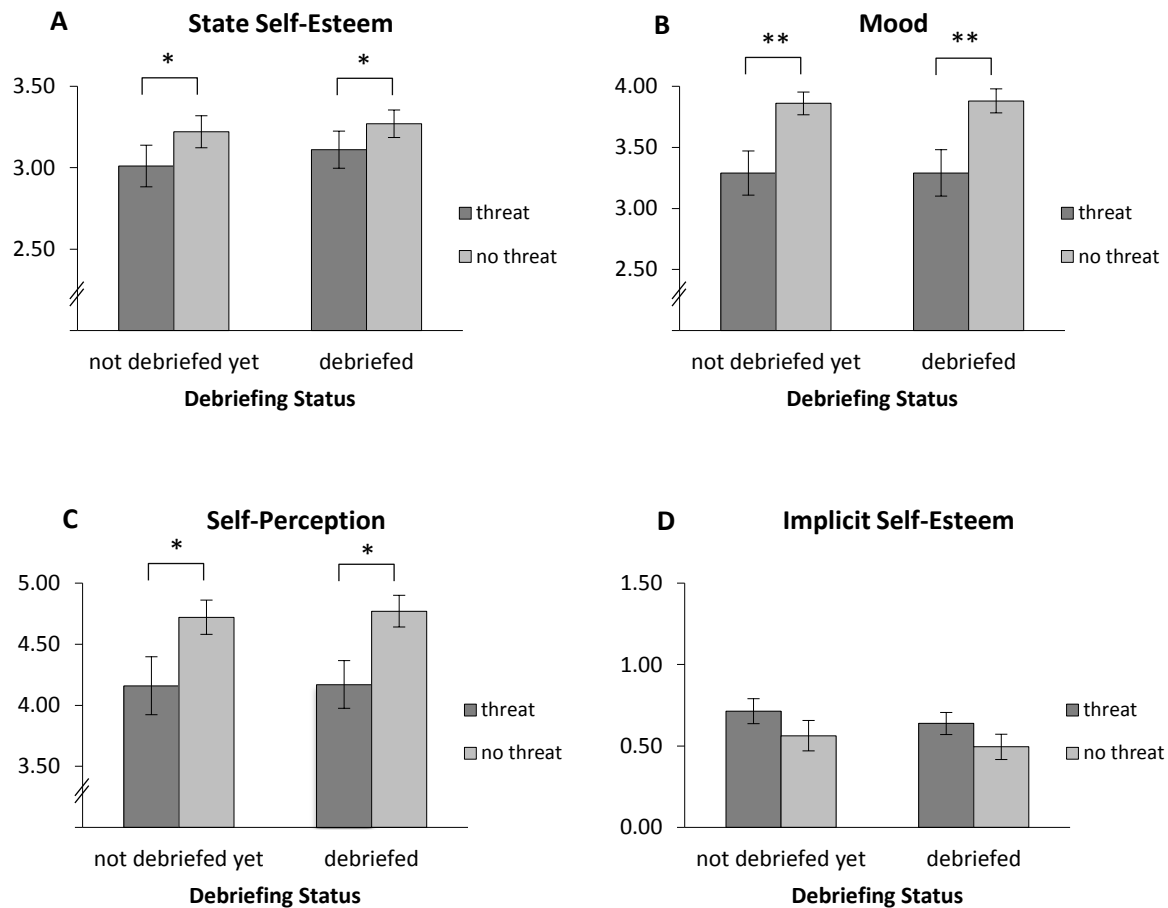 A State Self-Esteem
* *
3.50
3.00
2.50
threat
no threat
not debriefed yet debriefed
Debriefing Status
B Mood
** **
4.00
3.50
3.00
2.50
threat
no threat
not debriefed yet debriefed
Debriefing Status
C Self-Perception
* *
5.00
4.50
4.00
3.50
threat
no threat
not debriefed yet debriefed
Debriefing Status
D Implicit Self-Esteem
1.50
1.00
0.50
0.00
threat
no threat
not debriefed yet debriefed
Debriefing Status